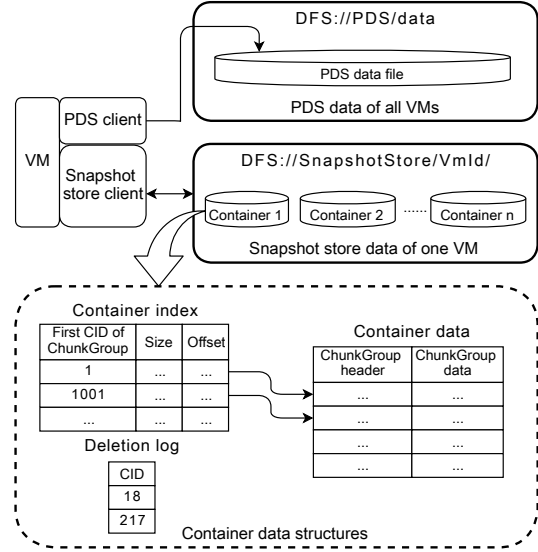 DFS://PDS/data
PDS data file
PDS data of all VMs
VM
PDS client
Snapshot
store client
DFS://SnapshotStore/VmId/
Container 1
Container 2
......
Container n
Snapshot store data of one VM
Container index
First CID of
ChunkGroup
Size
Offset
1
...
...
1001
...
...
...
...
...
Container data
ChunkGroup
header
ChunkGroup
data
...
...
...
...
...
...
...
...
Deletion log
CID
18
217
Container data structures